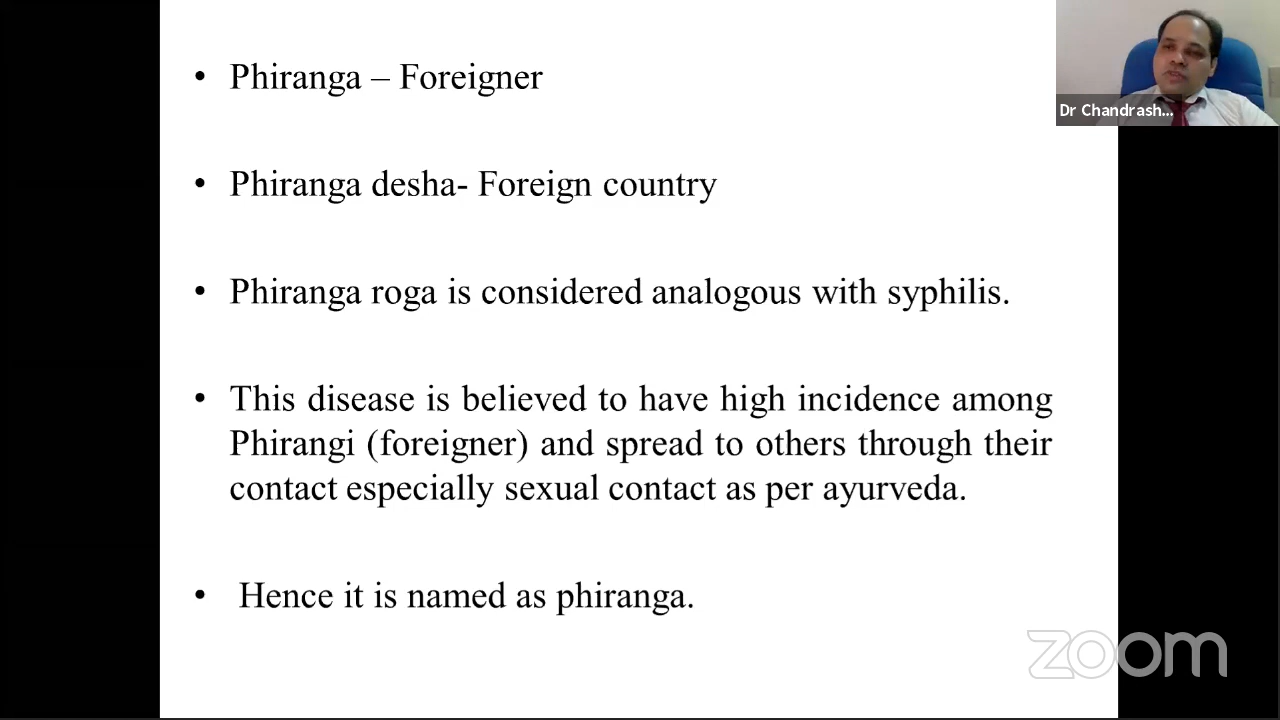 • Phiranga – Foreigner
Dr Chandrash...
• Phiranga desha- Foreign country
• Phiranga roga is considered analogous with syphilis.
• This disease is believed to have high incidence among
Phirangi (foreigner) and spread to others through their
contact especially sexual contact as per ayurveda.
• Hence it is named as phiranga.
zoom